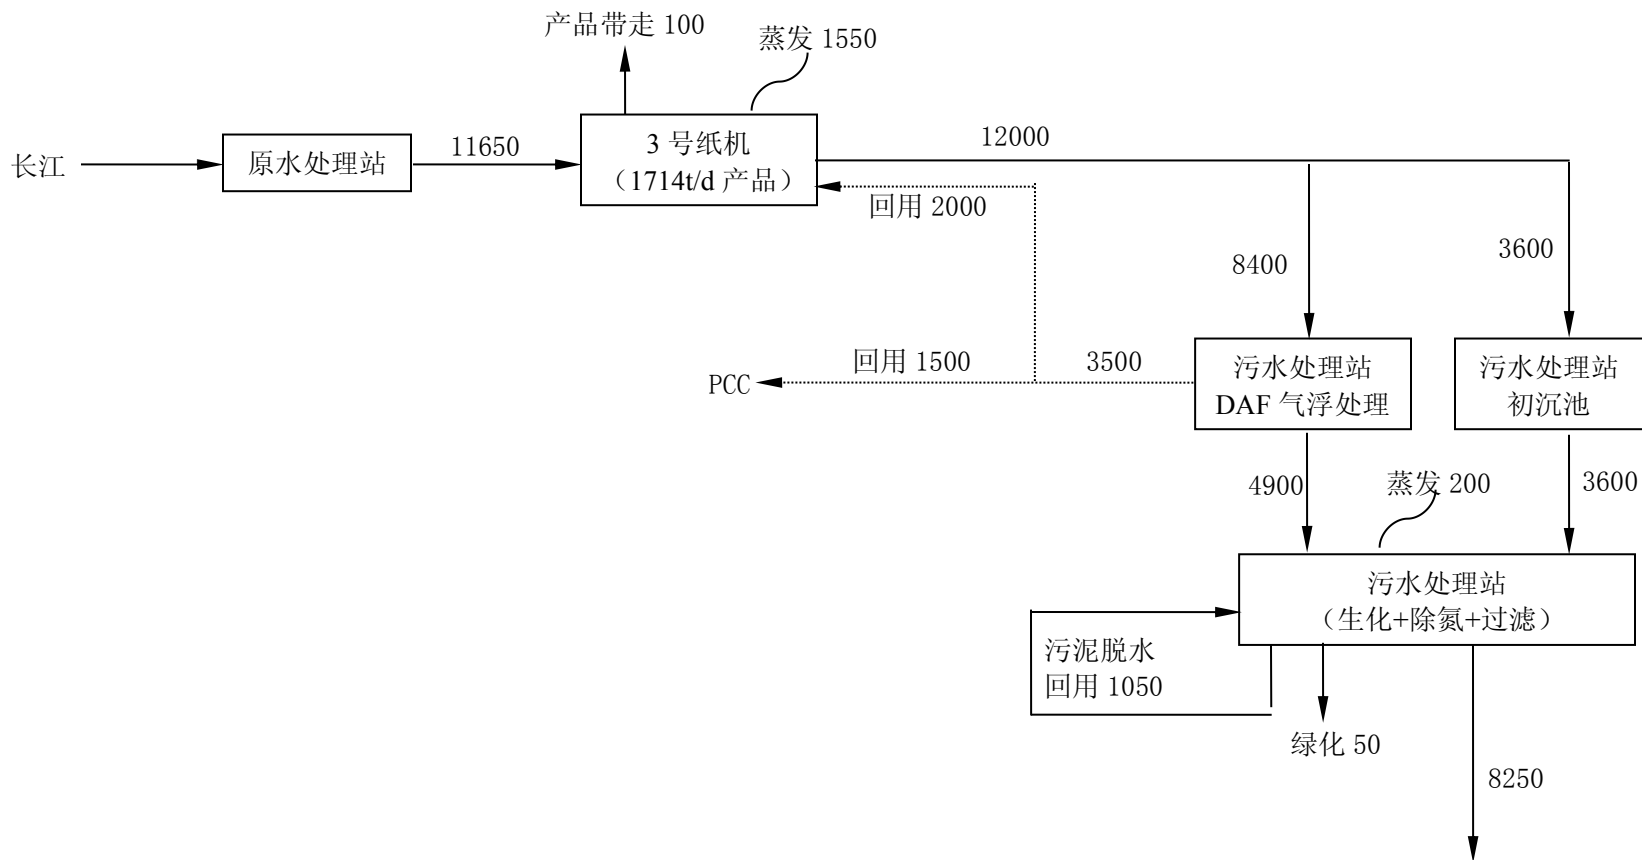 产品带走 100
蒸发 1550
长江
原水处理站
11650
3 号纸机
（1714t/d 产品）
12000
回用 2000
8400
3600
PCC
回用 1500
3500
污水处理站
DAF 气浮处理
污水处理站
初沉池
4900
蒸发 200
3600
污水处理站
（生化+除氮+过滤）
污泥脱水
回用 1050
绿化 50
8250